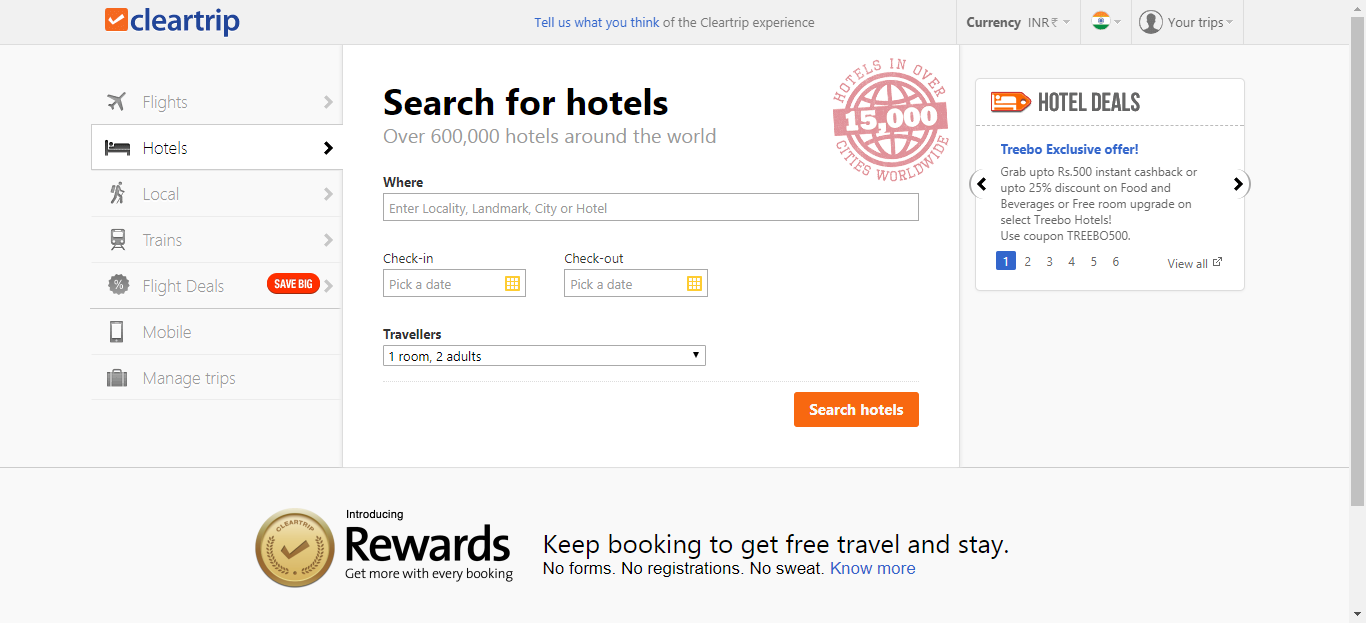 cleartrip
Tell us what you think of the Cleartrip experience
Currency INR₹
Your trips
Flights
Hotels
Local
Trains
Flight Deals
SAVE BIG
Mobile
Manage trips
Search for hotels
Over 600,000 hotels around the world
HOTELS IN OVER
15,000
CITIES WORLDWIDE
Where
Enter Locality, Landmark, City or Hotel
Check-in
Check-out
Pick a date
Pick a date
Travellers
1 room, 2 adults
Search hotels
HOTEL DEALS
Treebo Exclusive offer!
Grab upto Rs.500 instant cashback or
upto 25% discount on Food and
Beverages or Free room upgrade on
select Treebo Hotels!
Use coupon TREEBO500.
1 2 3 4 5 6
View all
CLEARTRIP
Introducing
Rewards
Get more with every booking
Keep booking to get free travel and stay.
No forms. No registrations. No sweat. Know more